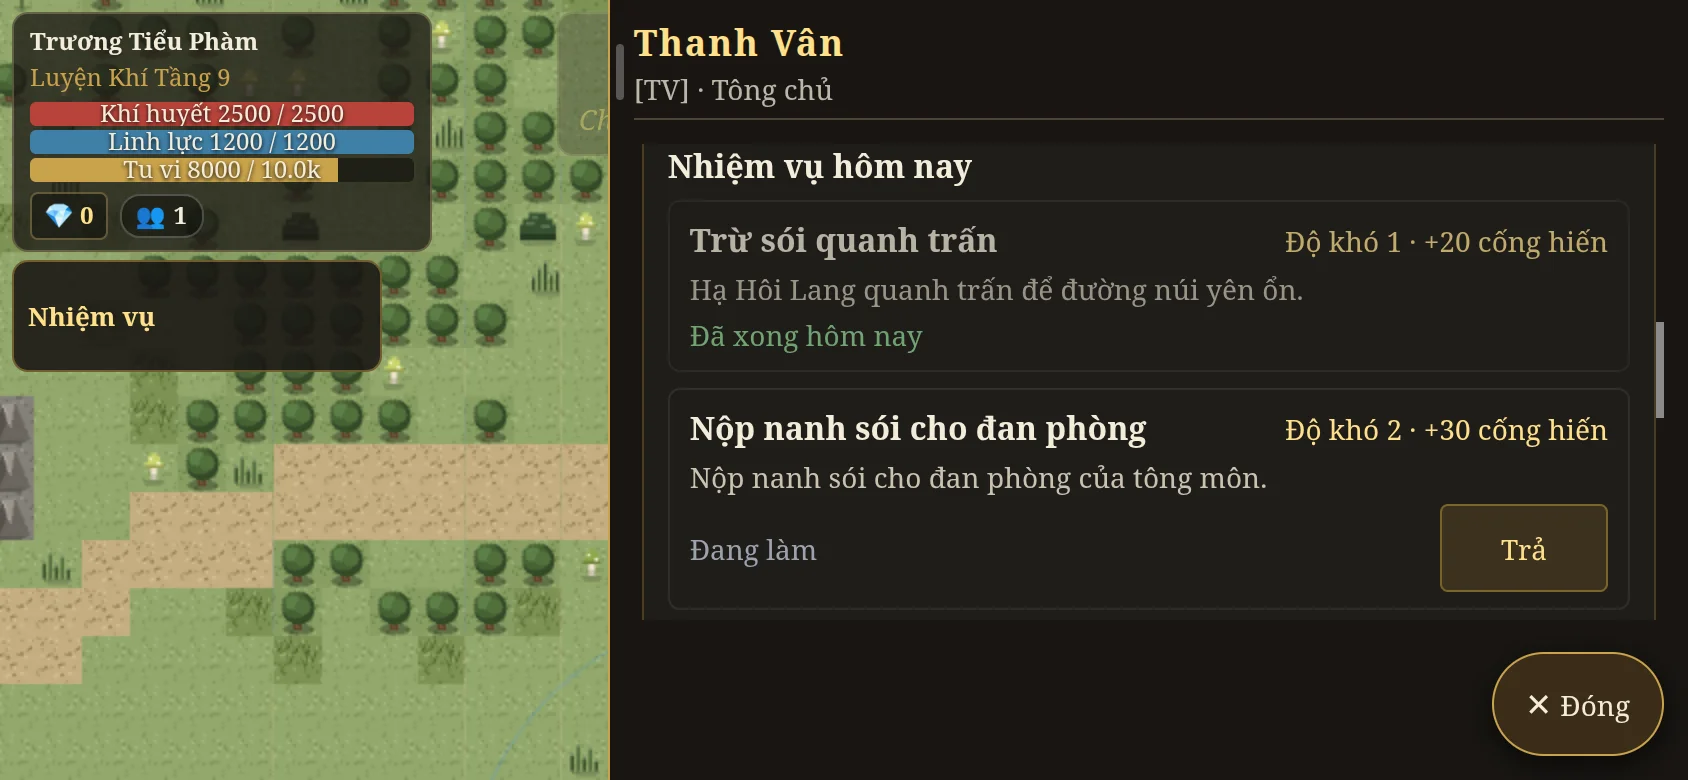 Trương Tiểu Phàm
Luyện Khí Tầng 9
Khí huyết 2500 / 2500
Linh lực 1200 / 1200
Tu vi 8000 / 10.0k
0
1
Nhiệm vụ
Thanh Vân
[TV] · Tông chủ
Nhiệm vụ hôm nay
Trừ sói quanh trấn
Độ khó 1 · +20 cống hiến
Hạ Hôi Lang quanh trấn để đường núi yên ổn.
Đã xong hôm nay
Nộp nanh sói cho đan phòng
Độ khó 2 · +30 cống hiến
Nộp nanh sói cho đan phòng của tông môn.
Đang làm
Trả
✕ Đóng